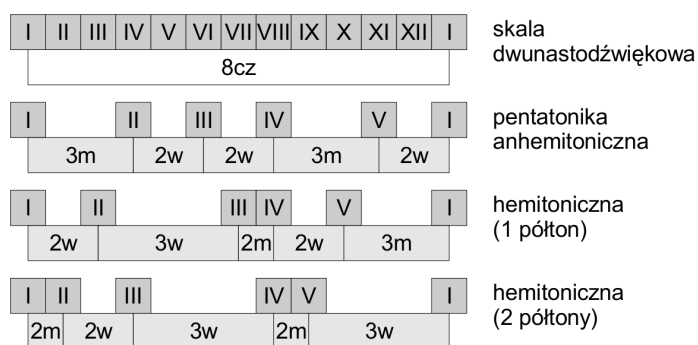 I II III IV V VI VII VIII IX X XI XII I
skala
dwunastodźwiękowa
8cz
I II III IV V I
pentatonika
anhemitoniczna
3m 2w 2w 3m 2w
I II III IV V I
hemitoniczna
(1 półton)
2w 3w 2m 2w 3m
I II III IV V I
hemitoniczna
(2 półtony)
2m 2w 3w 2m 3w